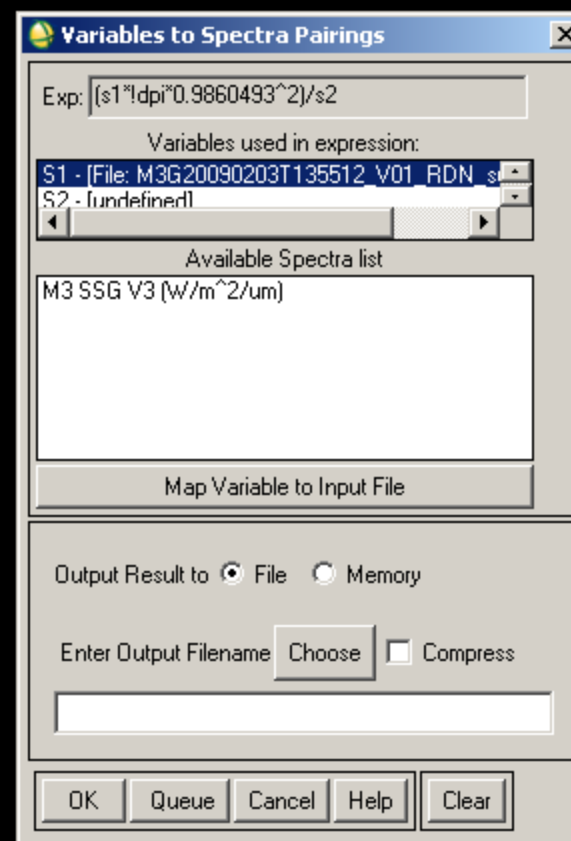 Variables to Spectra Pairings
Exp: (s1*!dpi*0.9860493^2)/s2
Variables used in expression:
S1 - [File: M3G20090203T135512_V01_RDN_s
S2 - [undefined]
Available Spectra list
M3 SSG V3 (W/m^2/um)
Map Variable to Input File
Output Result to File Memory
Enter Output Filename Choose Compress
OK Queue Cancel Help Clear